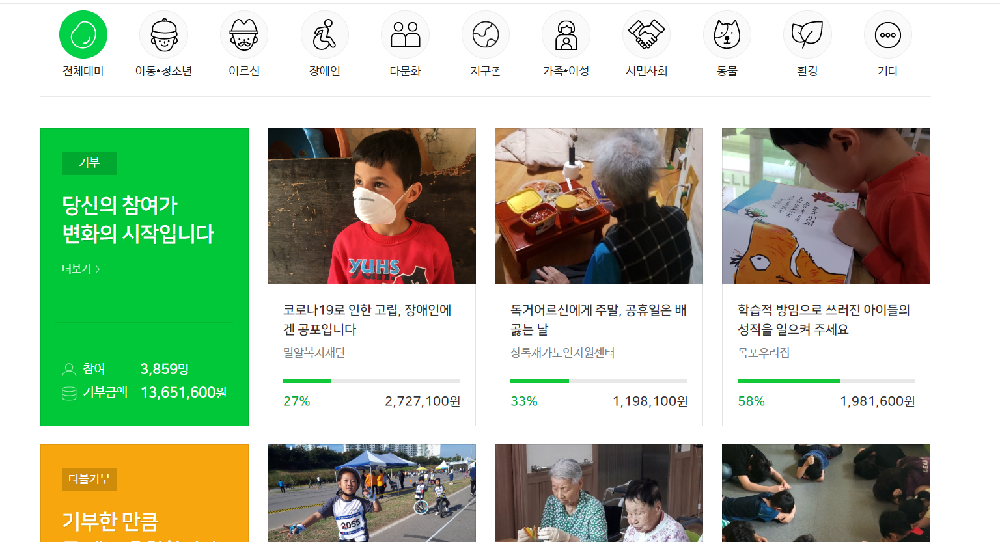 전체테마
아동•청소년
어르신
장애인
다문화
지구촌
가족•여성
시민사회
동물
환경
기타
기부
당신의 참여가
변화의 시작입니다
더보기
참여 3,859명
기부금액 13,651,600원
YUHS
코로나19로 인한 고립, 장애인에
겐 공포입니다
밀알복지재단
27% 2,727,100원
독거어르신에게 주말, 공휴일은 배
곯는 날
상록재가노인지원센터
33% 1,198,100원
학습적 방임으로 쓰러진 아이들의
성적을 일으켜 주세요
목포우리집
58% 1,981,600원
더블기부
기부한 만큼
2055